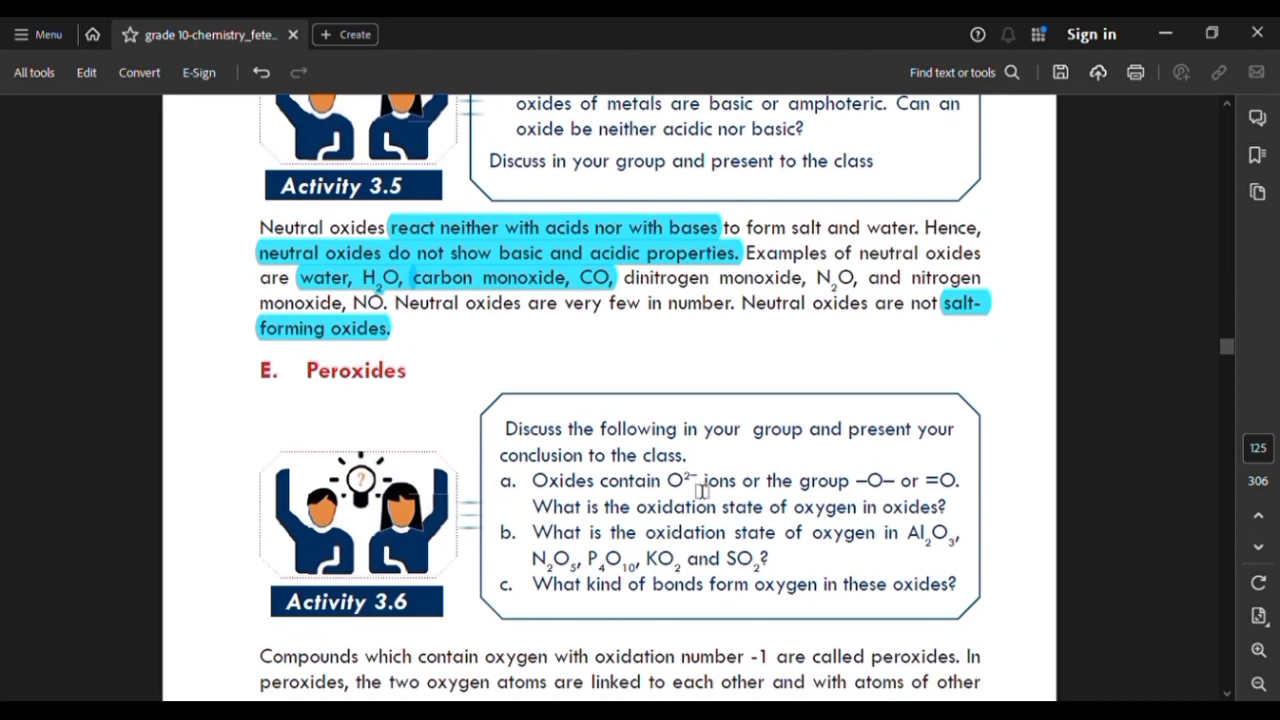 Menu
grade 10-chemistry_fete...
Create
Sign in
All tools
Edit
Convert
E-Sign
Find text or tools
oxides of metals are basic or amphoteric. Can an
oxide be neither acidic nor basic?
Discuss in your group and present to the class
Activity 3.5
Neutral oxides react neither with acids nor with bases to form salt and water. Hence,
neutral oxides do not show basic and acidic properties. Examples of neutral oxides
are water, H₂O, carbon monoxide, CO, dinitrogen monoxide, N₂O, and nitrogen
monoxide, NO. Neutral oxides are very few in number. Neutral oxides are not salt-
forming oxides.
E. Peroxides
Discuss the following in your group and present your
conclusion to the class.
a. Oxides contain O²⁻ ions or the group –O– or =O.
What is the oxidation state of oxygen in oxides?
b. What is the oxidation state of oxygen in Al₂O₃,
N₂O₅, P₄O₁₀, KO₂ and SO₂?
c. What kind of bonds form oxygen in these oxides?
?
Activity 3.6
Compounds which contain oxygen with oxidation number -1 are called peroxides. In
peroxides, the two oxygen atoms are linked to each other and with atoms of other
125
306